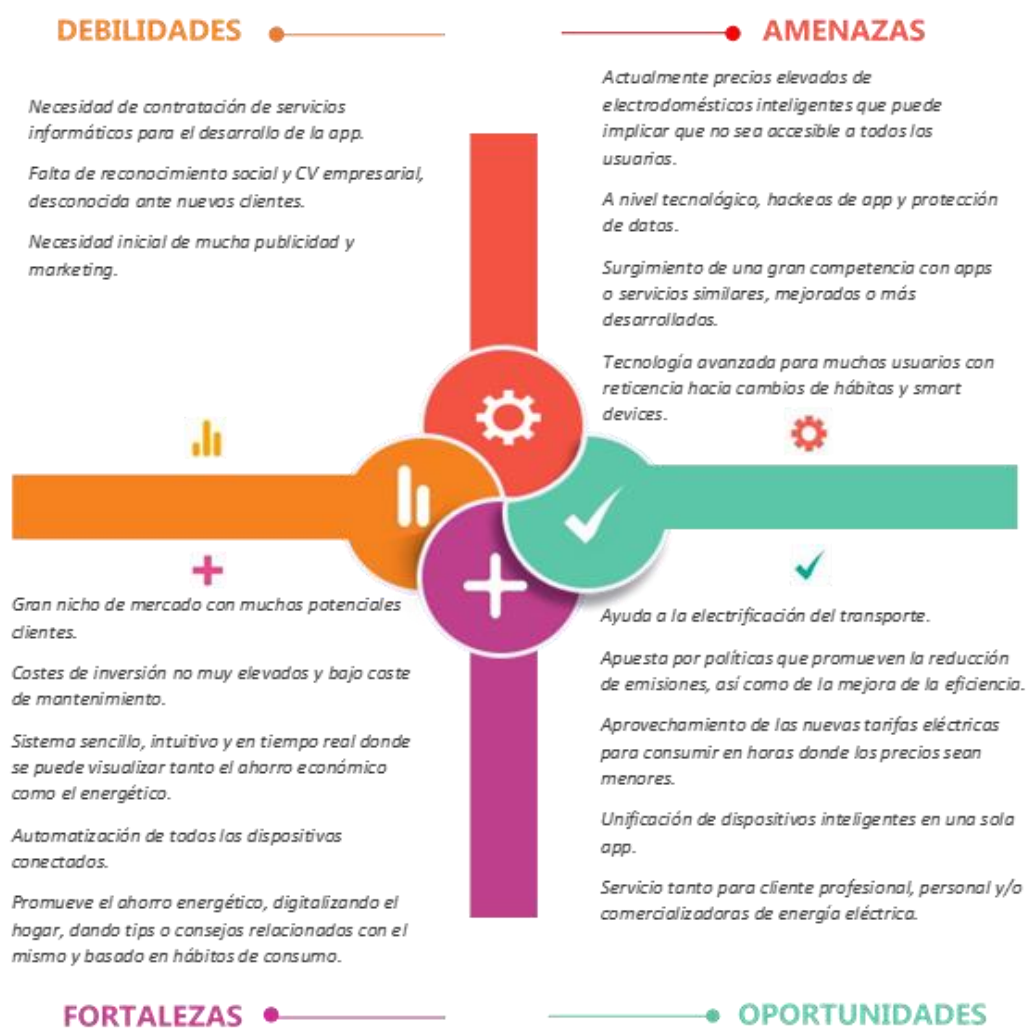 DEBILIDADES
Necesidad de contratación de servicios
informáticos para el desarrollo de la app.
Falta de reconocimiento social y CV empresarial,
desconocida ante nuevos clientes.
Necesidad inicial de mucha publicidad y
marketing.
AMENAZAS
Actualmente precios elevados de
electrodomésticos inteligentes que puede
implicar que no sea accesible a todos los
usuarios.
A nivel tecnológico, hackeos de app y protección
de datos.
Surgimiento de una gran competencia con apps
o servicios similares, mejorados o más
desarrollados.
Tecnología avanzada para muchos usuarios con
reticencia hacia cambios de hábitos y smart
devices.
Gran nicho de mercado con muchos potenciales
clientes.
Costes de inversión no muy elevados y bajo coste
de mantenimiento.
Sistema sencillo, intuitivo y en tiempo real donde
se puede visualizar tanto el ahorro económico
como el energético.
Automatización de todos los dispositivos
conectados.
Promueve el ahorro energético, digitalizando el
hogar, dando tips o consejos relacionados con el
mismo y basado en hábitos de consumo.
FORTALEZAS
Ayuda a la electrificación del transporte.
Apuesta por políticas que promueven la reducción
de emisiones, así como de la mejora de la eficiencia.
Aprovechamiento de las nuevas tarifas eléctricas
para consumir en horas donde los precios sean
menores.
Unificación de dispositivos inteligentes en una sola
app.
Servicio tanto para cliente profesional, personal y/o
comercializadoras de energía eléctrica.
OPORTUNIDADES